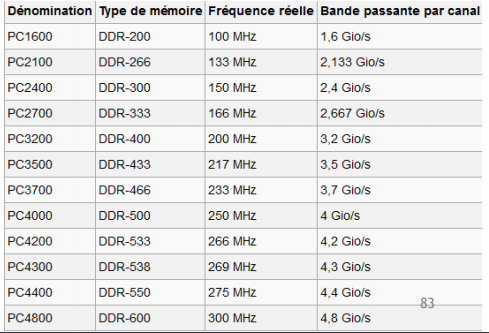 Dénomination Type de mémoire Fréquence réelle Bande passante par canal
PC1600 DDR-200 100 MHz 1,6 Gio/s
PC2100 DDR-266 133 MHz 2,133 Gio/s
PC2400 DDR-300 150 MHz 2,4 Gio/s
PC2700 DDR-333 166 MHz 2,667 Gio/s
PC3200 DDR-400 200 MHz 3,2 Gio/s
PC3500 DDR-433 217 MHz 3,5 Gio/s
PC3700 DDR-466 233 MHz 3,7 Gio/s
PC4000 DDR-500 250 MHz 4 Gio/s
PC4200 DDR-533 266 MHz 4,2 Gio/s
PC4300 DDR-538 269 MHz 4,3 Gio/s
PC4400 DDR-550 275 MHz 4,4 Gio/s
83
PC4800 DDR-600 300 MHz 4,8 Gio/s